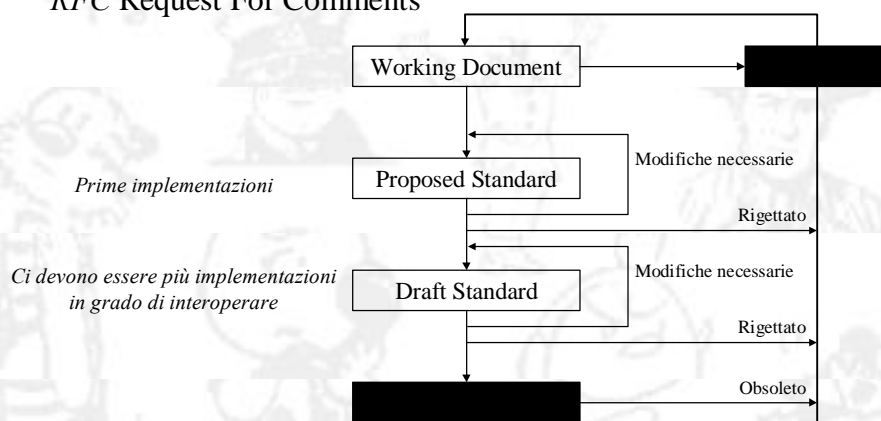 RFC Request For Comments
Working Document
Modifiche necessarie
Prime implementazioni
Proposed Standard
Rigettato
Ci devono essere più implementazioni
in grado di interoperare
Modifiche necessarie
Draft Standard
Rigettato
Obsoleto